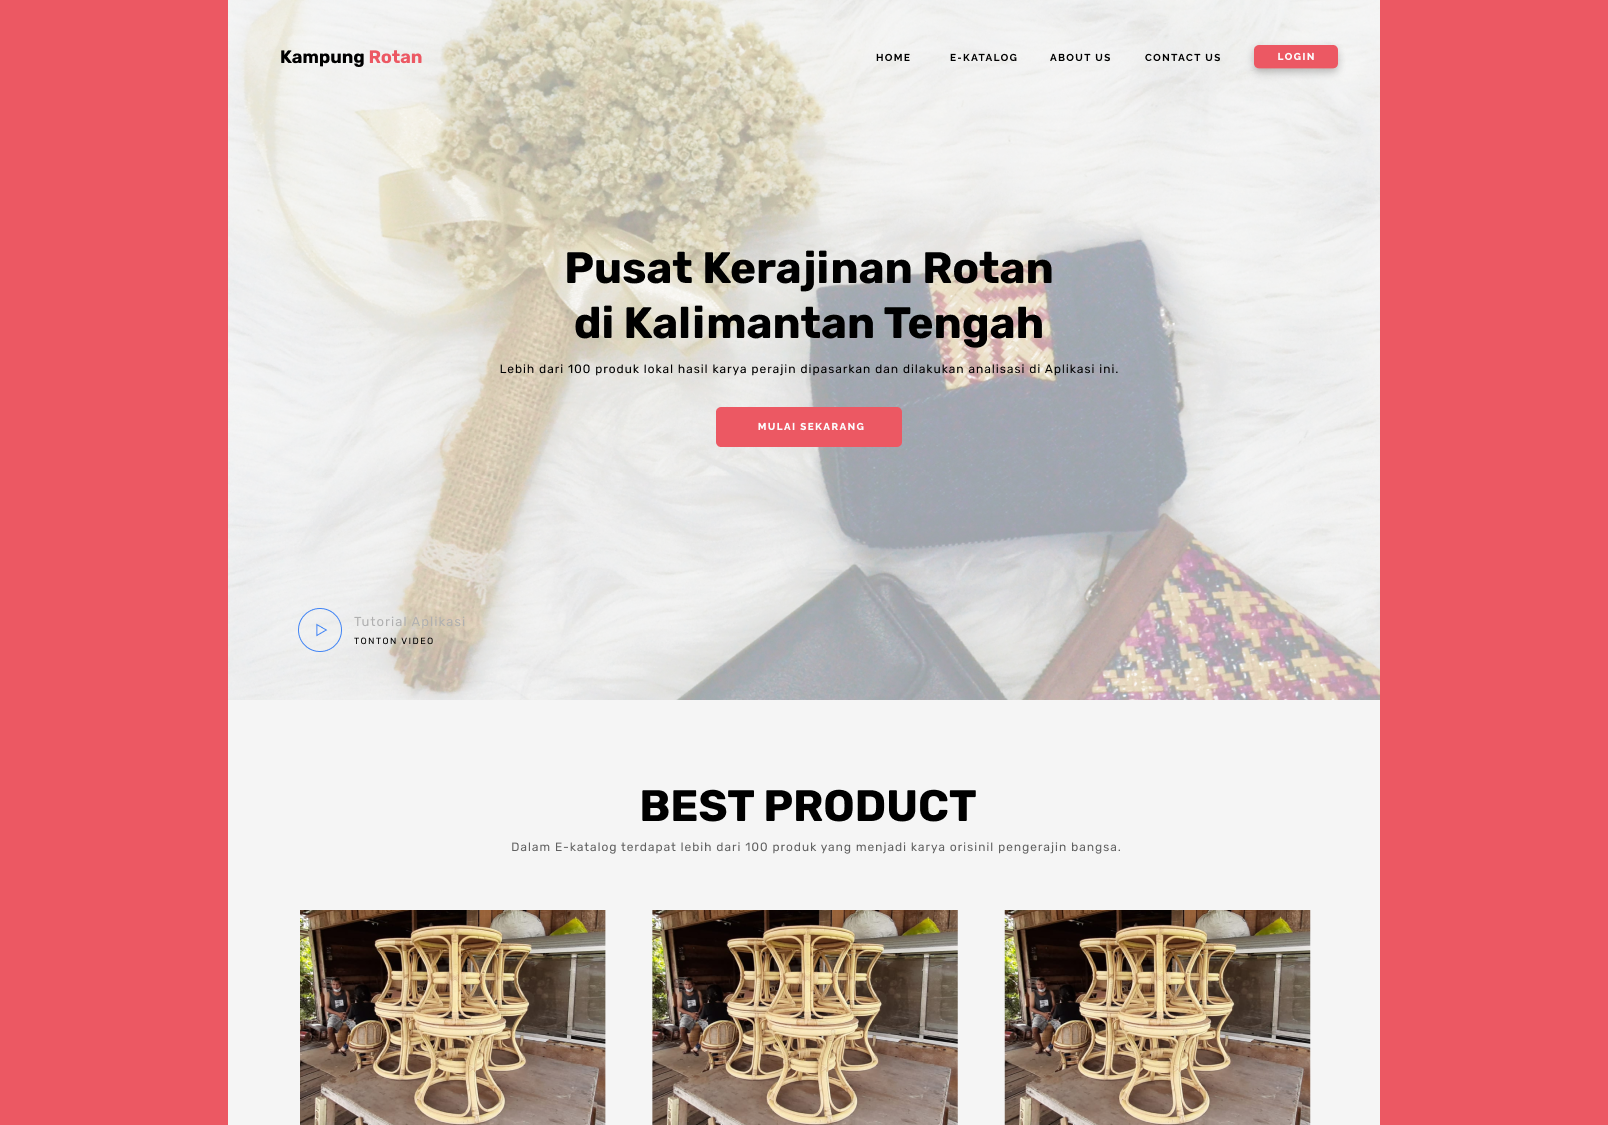 Kampung Rotan
HOME
E-KATALOG
ABOUT US
CONTACT US
LOGIN
Pusat Kerajinan Rotan
di Kalimantan Tengah
Lebih dari 100 produk lokal hasil karya perajin dipasarkan dan dilakukan analisasi di Aplikasi ini.
MULAI SEKARANG
Tutorial Aplikasi
TONTON VIDEO
BEST PRODUCT
Dalam E-katalog terdapat lebih dari 100 produk yang menjadi karya orisinil pengerajin bangsa.